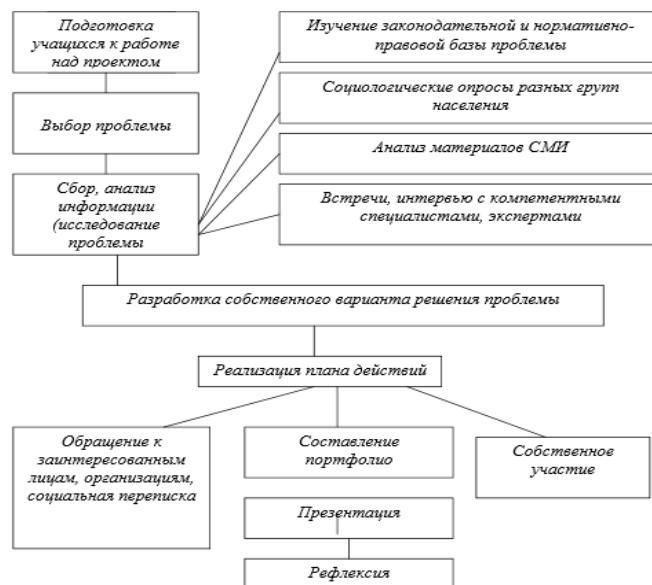 Подготовка
учащихся к работе
над проектом
Изучение законодательной и нормативно-
правовой базы проблемы
Социологические опросы разных групп
населения
Выбор проблемы
Анализ материалов СМИ
Сбор, анализ
информации
(исследование
проблемы
Встречи, интервью с компетентными
специалистами, экспертами
Разработка собственного варианта решения проблемы
Реализация плана действий
Обращение к
заинтересованным
лицам, организациям,
социальная переписка
Составление
портфолио
Собственное
участие
Презентация
Рефлексия